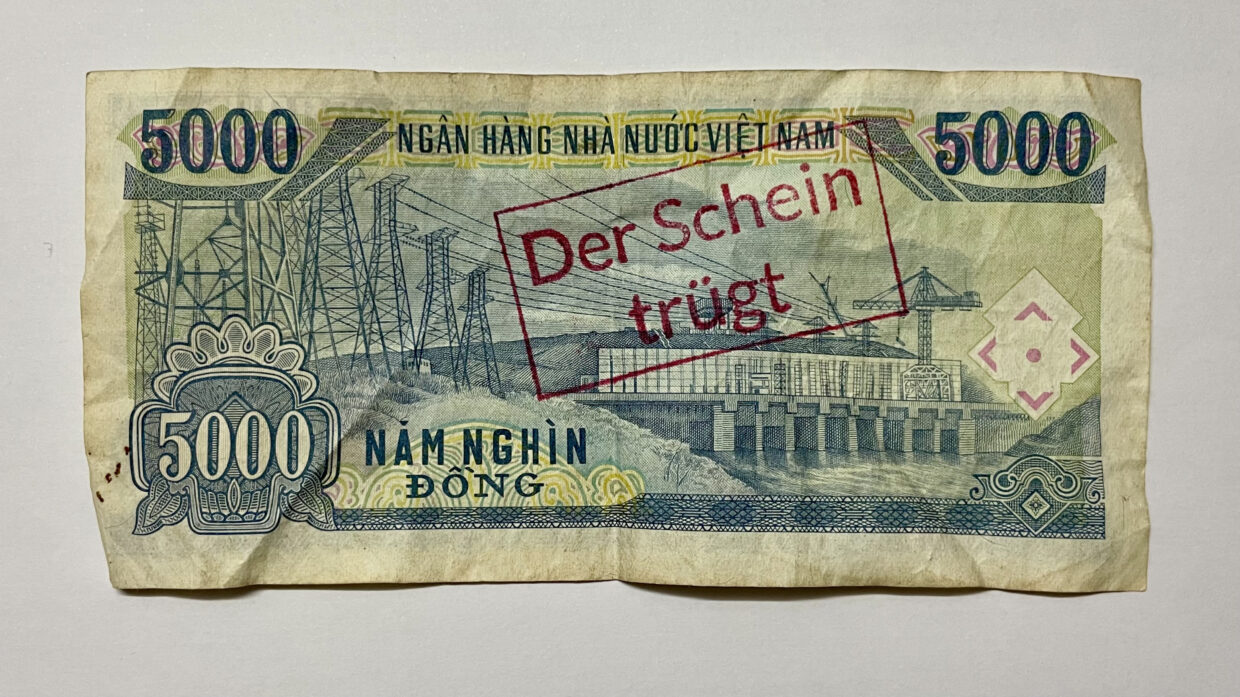 5000 NGÂN HÀNG NHÀ NƯỚC VIỆT NAM 5000
Der Schein
trügt
5000
NĂM NGHÌN
ĐỒNG